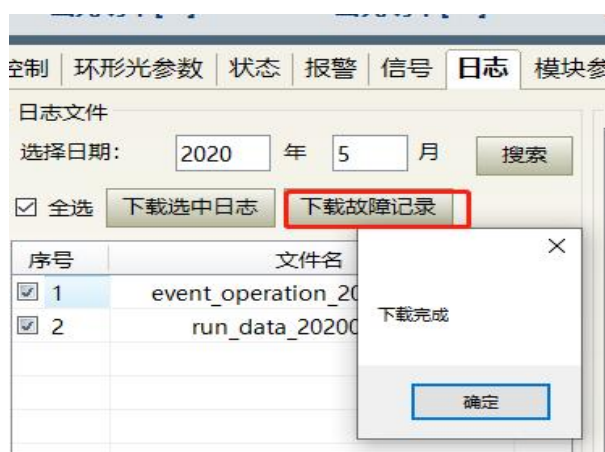 控制 环形光参数 状态 报警 信号 日志 模块参
日志文件
选择日期: 2020 年 5 月 搜索
全选 下载选中日志 下载故障记录
序号 文件名
1 event_operation_20
2 run_data_20200
下载完成
确定